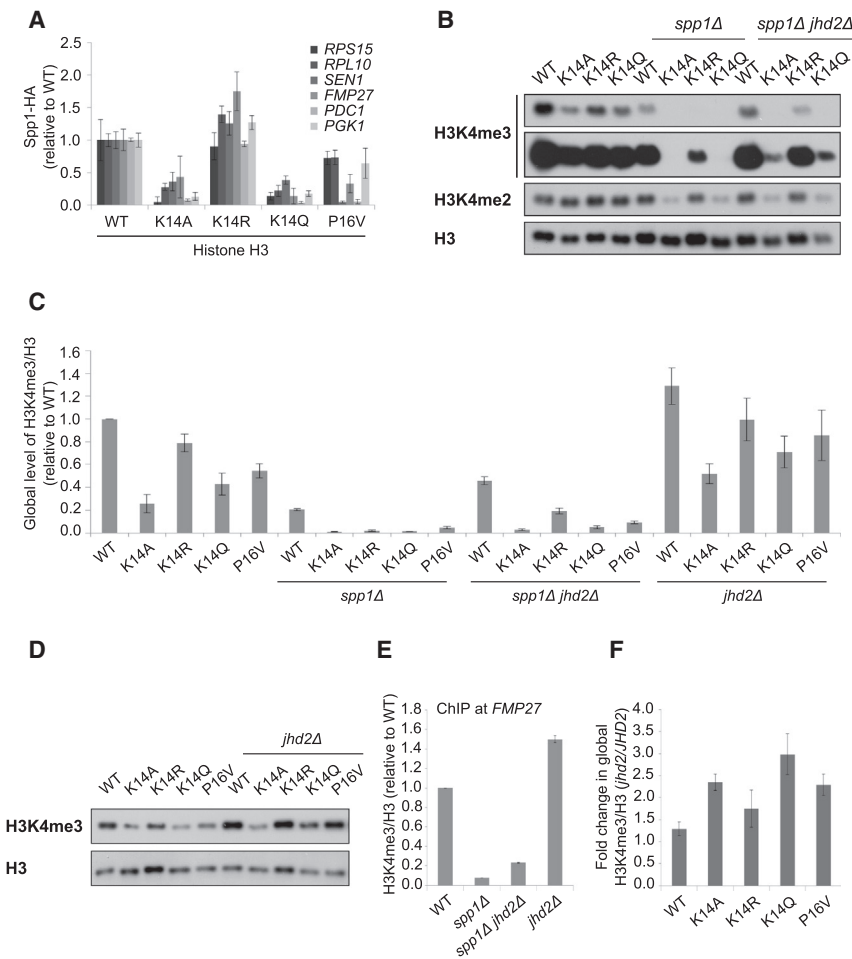 A
Spp1-HA
(relative to WT)
2.5
2.0
1.5
1.0
0.5
0.0
RPS15
RPL10
SEN1
FMP27
PDC1
PGK1
WT K14A K14R K14Q P16V
Histone H3
B
spp1Δ spp1Δ jhd2Δ
WT K14A K14R K14Q WT K14A K14R K14Q WT K14A K14R K14Q
H3K4me3
H3K4me2
H3
C
Global level of H3K4me3/H3
(relative to WT)
1.6
1.4
1.2
1.0
0.8
0.6
0.4
0.2
0.0
WT K14A K14R K14Q P16V WT K14A K14R K14Q P16V WT K14A K14R K14Q P16V WT K14A K14R K14Q P16V
spp1Δ spp1Δ jhd2Δ jhd2Δ
D
jhd2Δ
WT K14A K14R K14Q P16V WT K14A K14R K14Q P16V
H3K4me3
H3
E
H3K4me3/H3 (relative to WT)
ChIP at FMP27
1.8
1.6
1.4
1.2
1.0
0.8
0.6
0.4
0.2
0.0
WT spp1Δ spp1Δ jhd2Δ jhd2Δ
F
Fold change in global
H3K4me3/H3 (jhd2/JHD2)
4.0
3.5
3.0
2.5
2.0
1.5
1.0
0.5
0.0
WT K14A K14R K14Q P16V